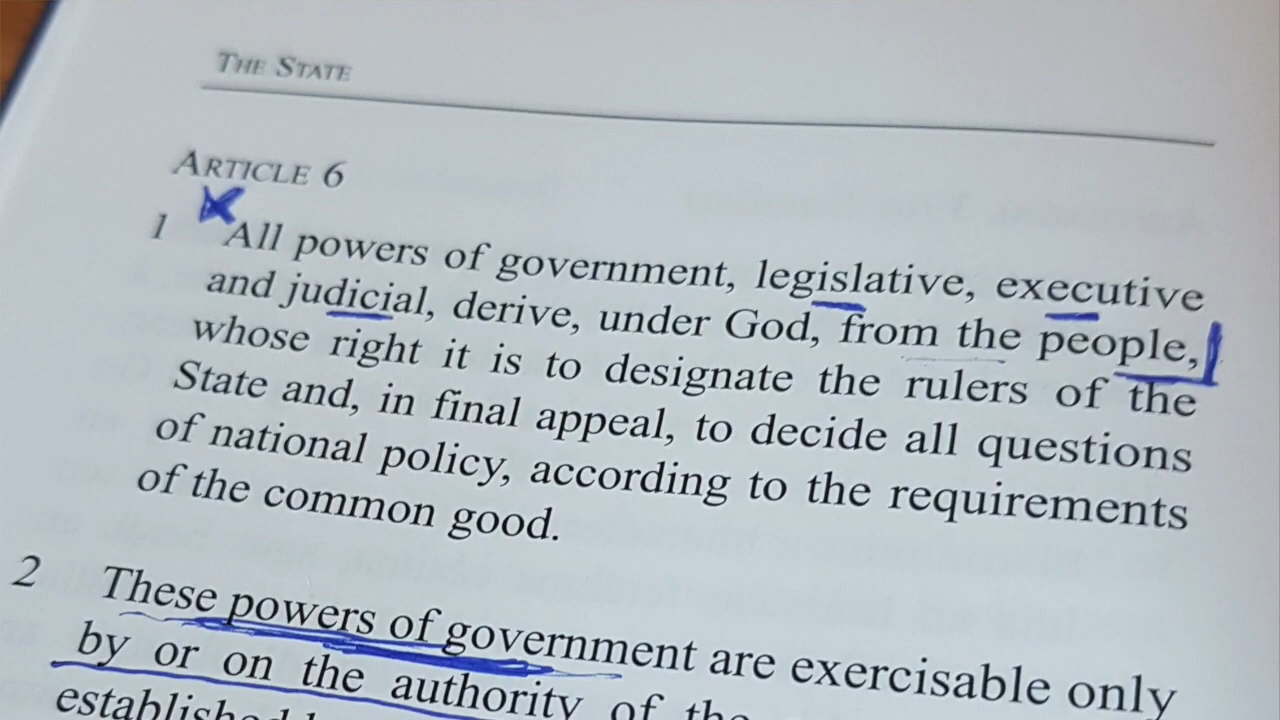 THE STATE
ARTICLE 6
1 All powers of government, legislative, executive
and judicial, derive, under God, from the people,
whose right it is to designate the rulers of the
State and, in final appeal, to decide all questions
of national policy, according to the requirements
of the common good.
2 These powers of government are exercisable only
by or on the authority of the
established